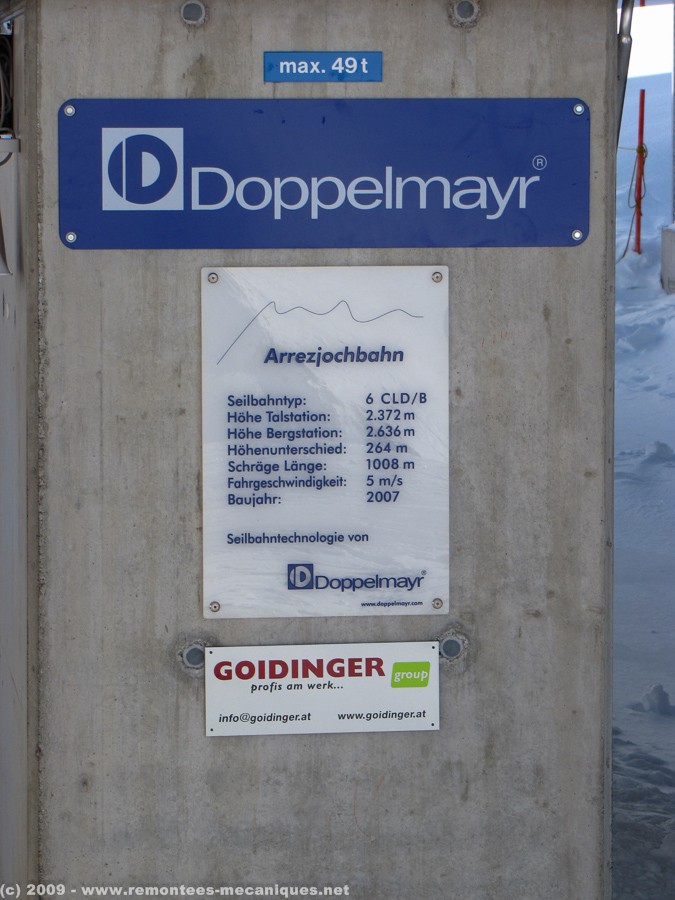 max. 49 t
Doppelmayr®
Arrezjochbahn
Seilbahntyp: 6 CLD/B
Höhe Talstation: 2.372 m
Höhe Bergstation: 2.636 m
Höhenunterschied: 264 m
Schräge Länge: 1008 m
Fahrgeschwindigkeit: 5 m/s
Baujahr: 2007
Seilbahntechnologie von
Doppelmayr®
www.doppelmayr.com
GOIDINGER group
profis am werk...
info@goidinger.at www.goidinger.at
(c) 2009 - www.remontees-mecaniques.net